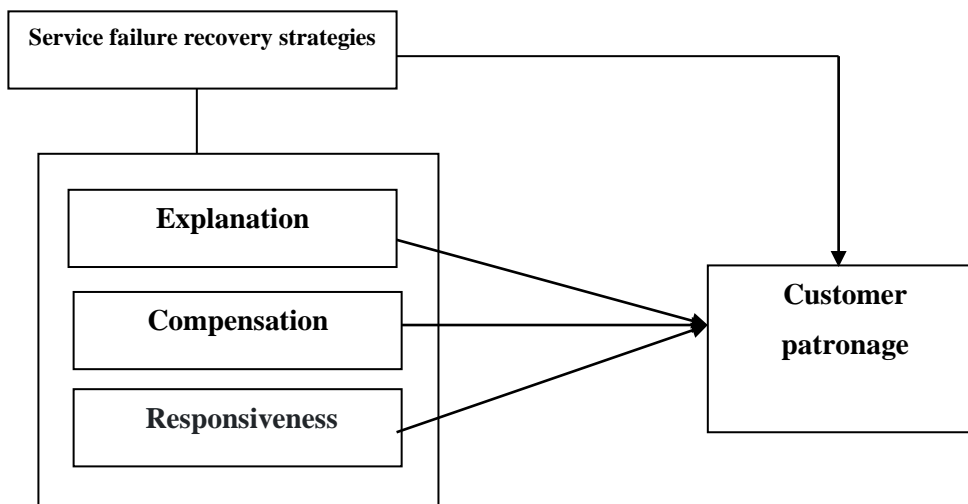 Service failure recovery strategies
Explanation
Compensation
Responsiveness
Customer
patronage